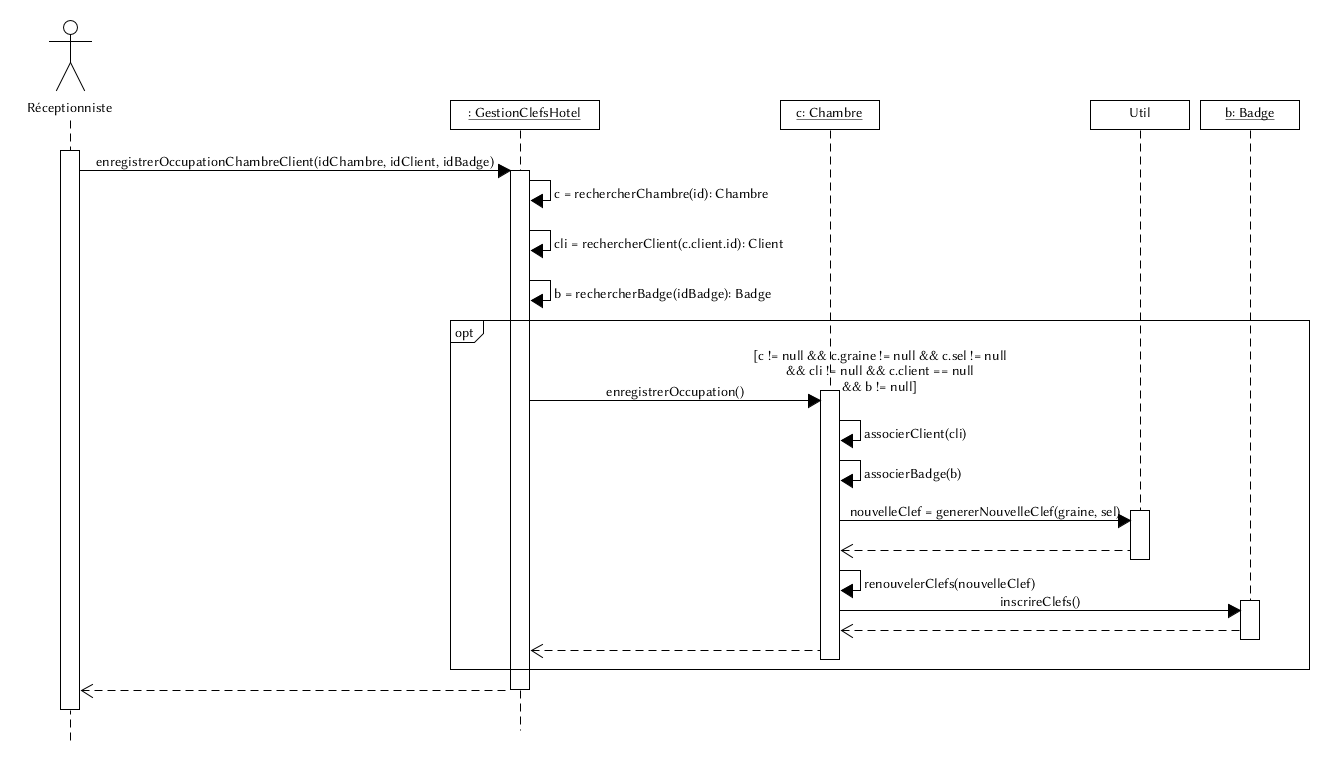 Réceptionniste
: GestionClefsHotel
c: Chambre
Util
b: Badge
enregistrerOccupationChambreClient(idChambre, idClient, idBadge)
c = rechercherChambre(id): Chambre
cli = rechercherClient(c.client.id): Client
b = rechercherBadge(idBadge): Badge
opt
[c != null && c.graine != null && c.sel != null
&& cli != null && c.client == null
&& b != null]
enregistrerOccupation()
associerClient(cli)
associerBadge(b)
nouvelleClef = genererNouvelleClef(graine, sel)
renouvelerClefs(nouvelleClef)
inscrireClefs()